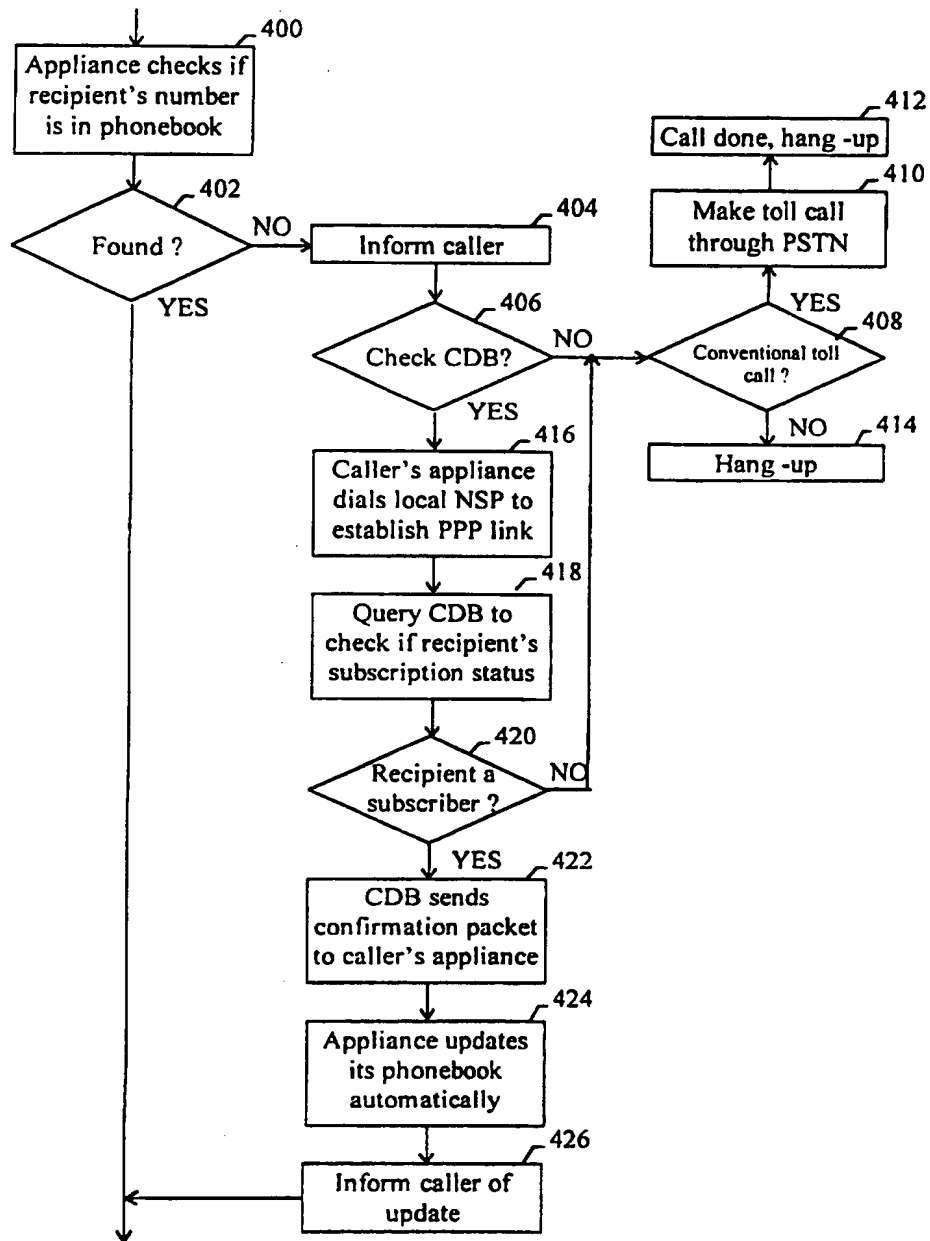 400
Appliance checks if
recipient's number
is in phonebook
402
Found ?
NO
YES
404
Inform caller
406
Check CDB?
NO
YES
412
Call done, hang -up
410
Make toll call
through PSTN
YES
408
Conventional toll
call ?
NO
414
Hang -up
416
Caller's appliance
dials local NSP to
establish PPP link
418
Query CDB to
check if recipient's
subscription status
420
Recipient a
subscriber ?
NO
YES
422
CDB sends
confirmation packet
to caller's appliance
424
Appliance updates
its phonebook
automatically
426
Inform caller of
update